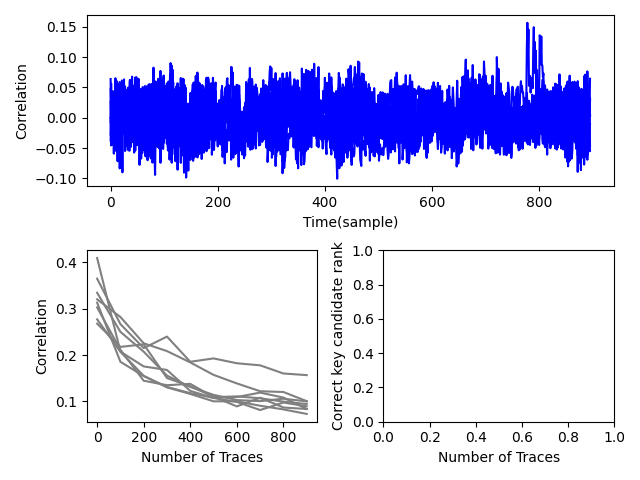 0.15
0.10
0.05
0.00
−0.05
−0.10
Correlation
0 200 400 600 800
Time(sample)
0.4
0.3
0.2
0.1
Correlation
0 200 400 600 800
Number of Traces
1.0
0.8
0.6
0.4
0.2
0.0
Correct key candidate rank
0.0 0.2 0.4 0.6 0.8 1.0
Number of Traces